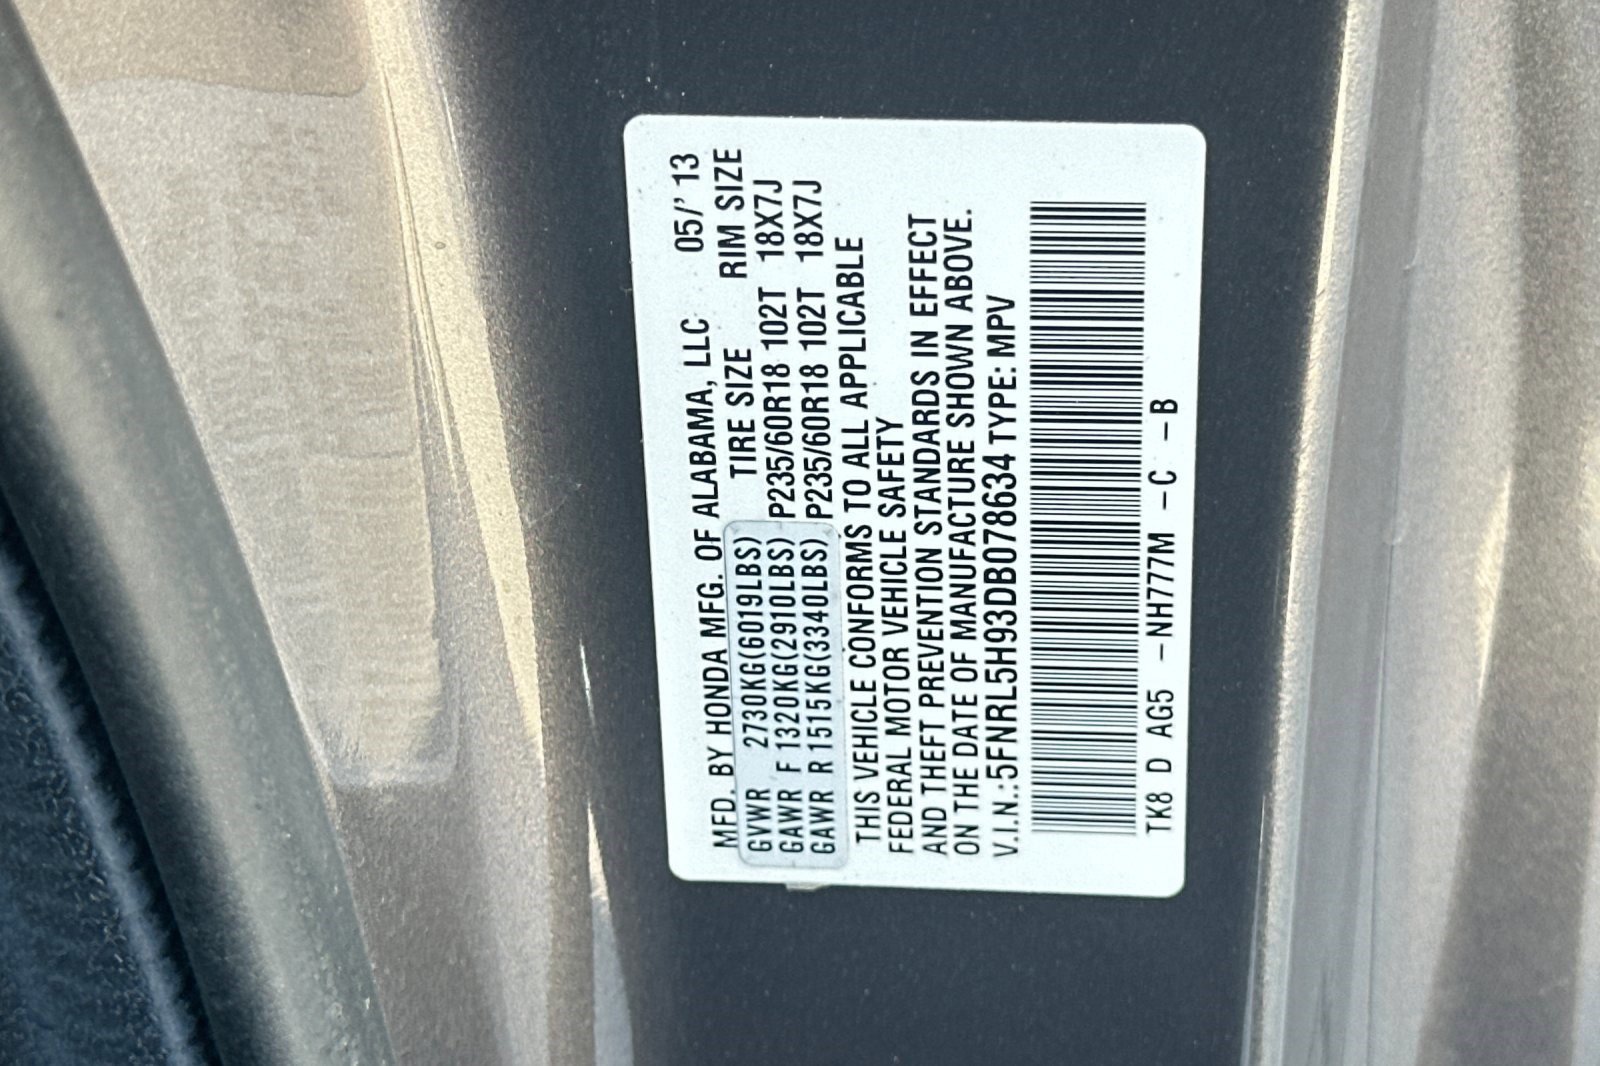 MFD. BY HONDA MFG. OF ALABAMA, LLC 05/'13
TIRE SIZE RIM SIZE
GVWR 2730KG(6019LBS)
GAWR F 1320KG(2910LBS) P235/60R18 102T 18X7J
GAWR R 1515KG(3340LBS) P235/60R18 102T 18X7J
THIS VEHICLE CONFORMS TO ALL APPLICABLE
FEDERAL MOTOR VEHICLE SAFETY
AND THEFT PREVENTION STANDARDS IN EFFECT
ON THE DATE OF MANUFACTURE SHOWN ABOVE.
V.I.N.:5FNRL5H93DB078634 TYPE: MPV
TK8 D AG5 -NH777M -C -B